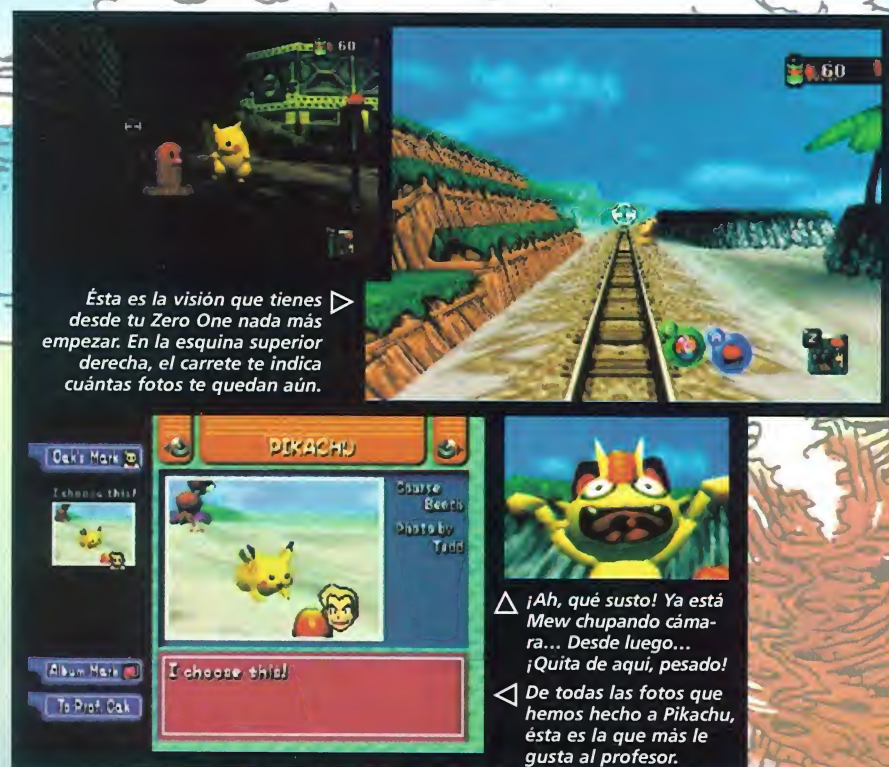 60
60
Z
Ésta es la visión que tienes
desde tu Zero One nada más
empezar. En la esquina superior
derecha, el carrete te indica
cuántas fotos te quedan aún.
Oak's Mark
I choose this!
Album Mark
To Prof. Oak
PIKACHU
Course
Beach
Photo by
Todd
I choose this!
¡Ah, qué susto! Ya está
Mew chupando cáma-
ra... Desde luego...
¡Quita de aquí, pesado!
De todas las fotos que
hemos hecho a Pikachu,
ésta es la que más le
gusta al profesor.